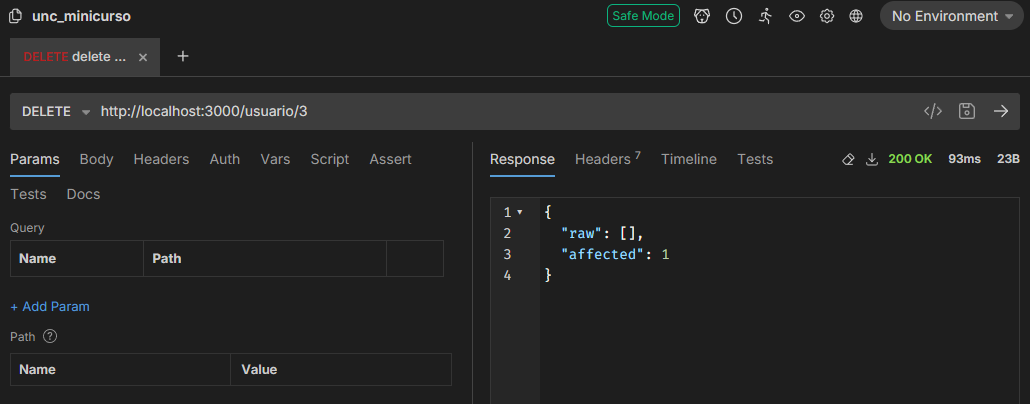 unc_minicurso
Safe Mode
No Environment
DELETE delete ...
DELETE http://localhost:3000/usuario/3
Params Body Headers Auth Vars Script Assert
Tests Docs
Query
Name Path
+ Add Param
Path ?
Name Value
Response Headers 7 Timeline Tests 200 OK 93ms 23B
1 {
2 "raw": [],
3 "affected": 1
4 }